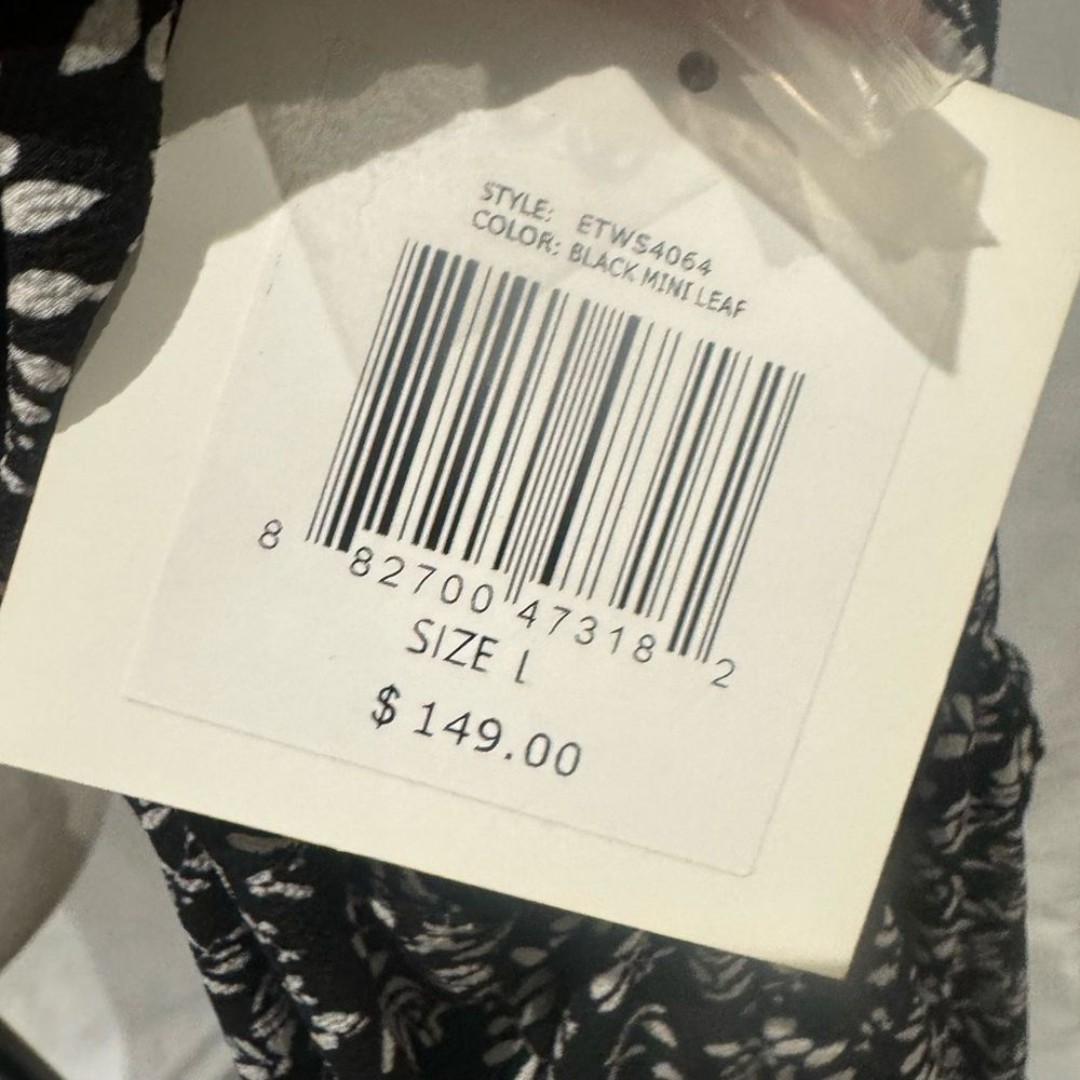 STYLE: ETWS4064
COLOR: BLACK MINI LEAF
8 82700 47318 2
SIZE L
$ 149.00